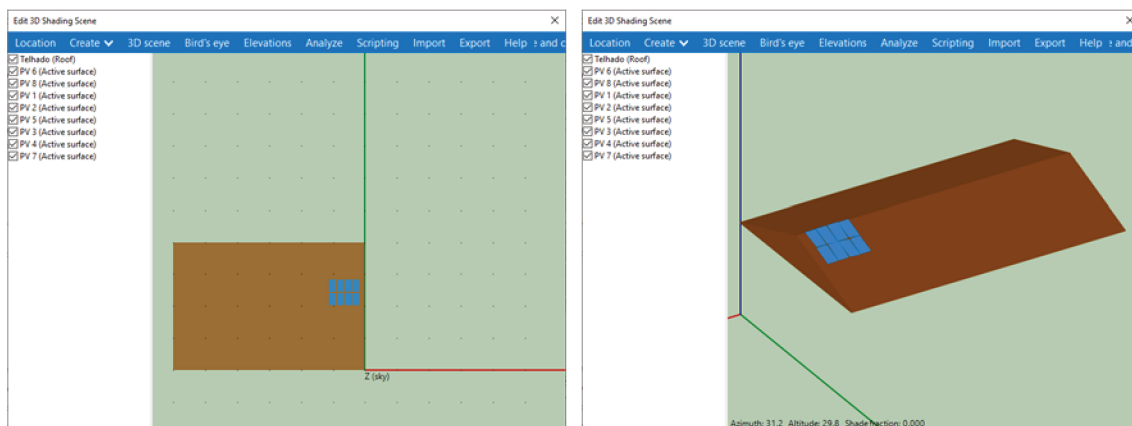 Edit 3D Shading Scene
Location Create 3D scene Bird's eye Elevations Analyze Scripting Import Export Help : and c
Telhado (Roof)
PV 6 (Active surface)
PV 8 (Active surface)
PV 1 (Active surface)
PV 2 (Active surface)
PV 5 (Active surface)
PV 3 (Active surface)
PV 4 (Active surface)
PV 7 (Active surface)
Z (sky)
Edit 3D Shading Scene
Location Create 3D scene Bird's eye Elevations Analyze Scripting Import Export Help : and
Telhado (Roof)
PV 6 (Active surface)
PV 8 (Active surface)
PV 1 (Active surface)
PV 2 (Active surface)
PV 5 (Active surface)
PV 3 (Active surface)
PV 4 (Active surface)
PV 7 (Active surface)
Azimuth: 31.2 Altitude: 29.8 Shade fraction: 0.000